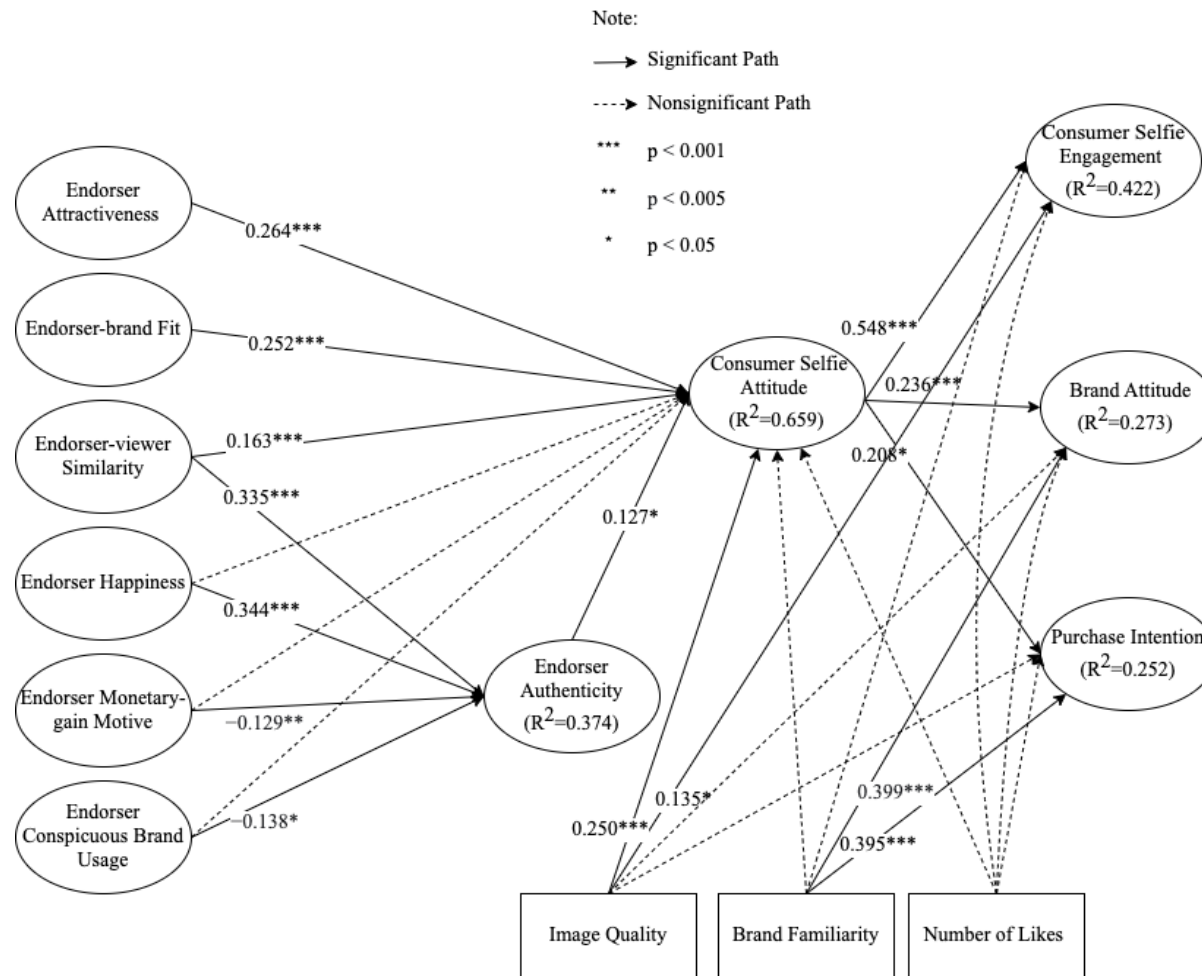 Note:
Significant Path
Nonsignificant Path
*** p < 0.001
** p < 0.005
* p < 0.05
Endorser
Attractiveness
Endorser-brand Fit
Endorser-viewer
Similarity
Endorser Happiness
Endorser Monetary-
gain Motive
Endorser
Conspicuous Brand
Usage
0.264***
0.252***
0.163***
0.335***
0.344***
−0.129**
−0.138*
Endorser
Authenticity
(R²=0.374)
0.127*
Consumer Selfie
Attitude
(R²=0.659)
0.548***
0.236***
0.208*
Consumer Selfie
Engagement
(R²=0.422)
Brand Attitude
(R²=0.273)
Purchase Intention
(R²=0.252)
0.250***
0.135*
0.399***
0.395***
Image Quality
Brand Familiarity
Number of Likes